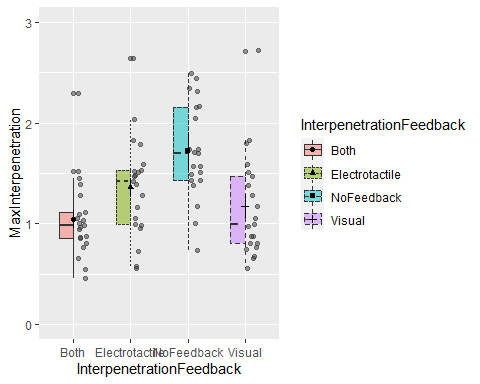 3
2
1
0
MaxInterpenetration
Both Electrotactile NoFeedback Visual
InterpenetrationFeedback
InterpenetrationFeedback
Both
Electrotactile
NoFeedback
Visual